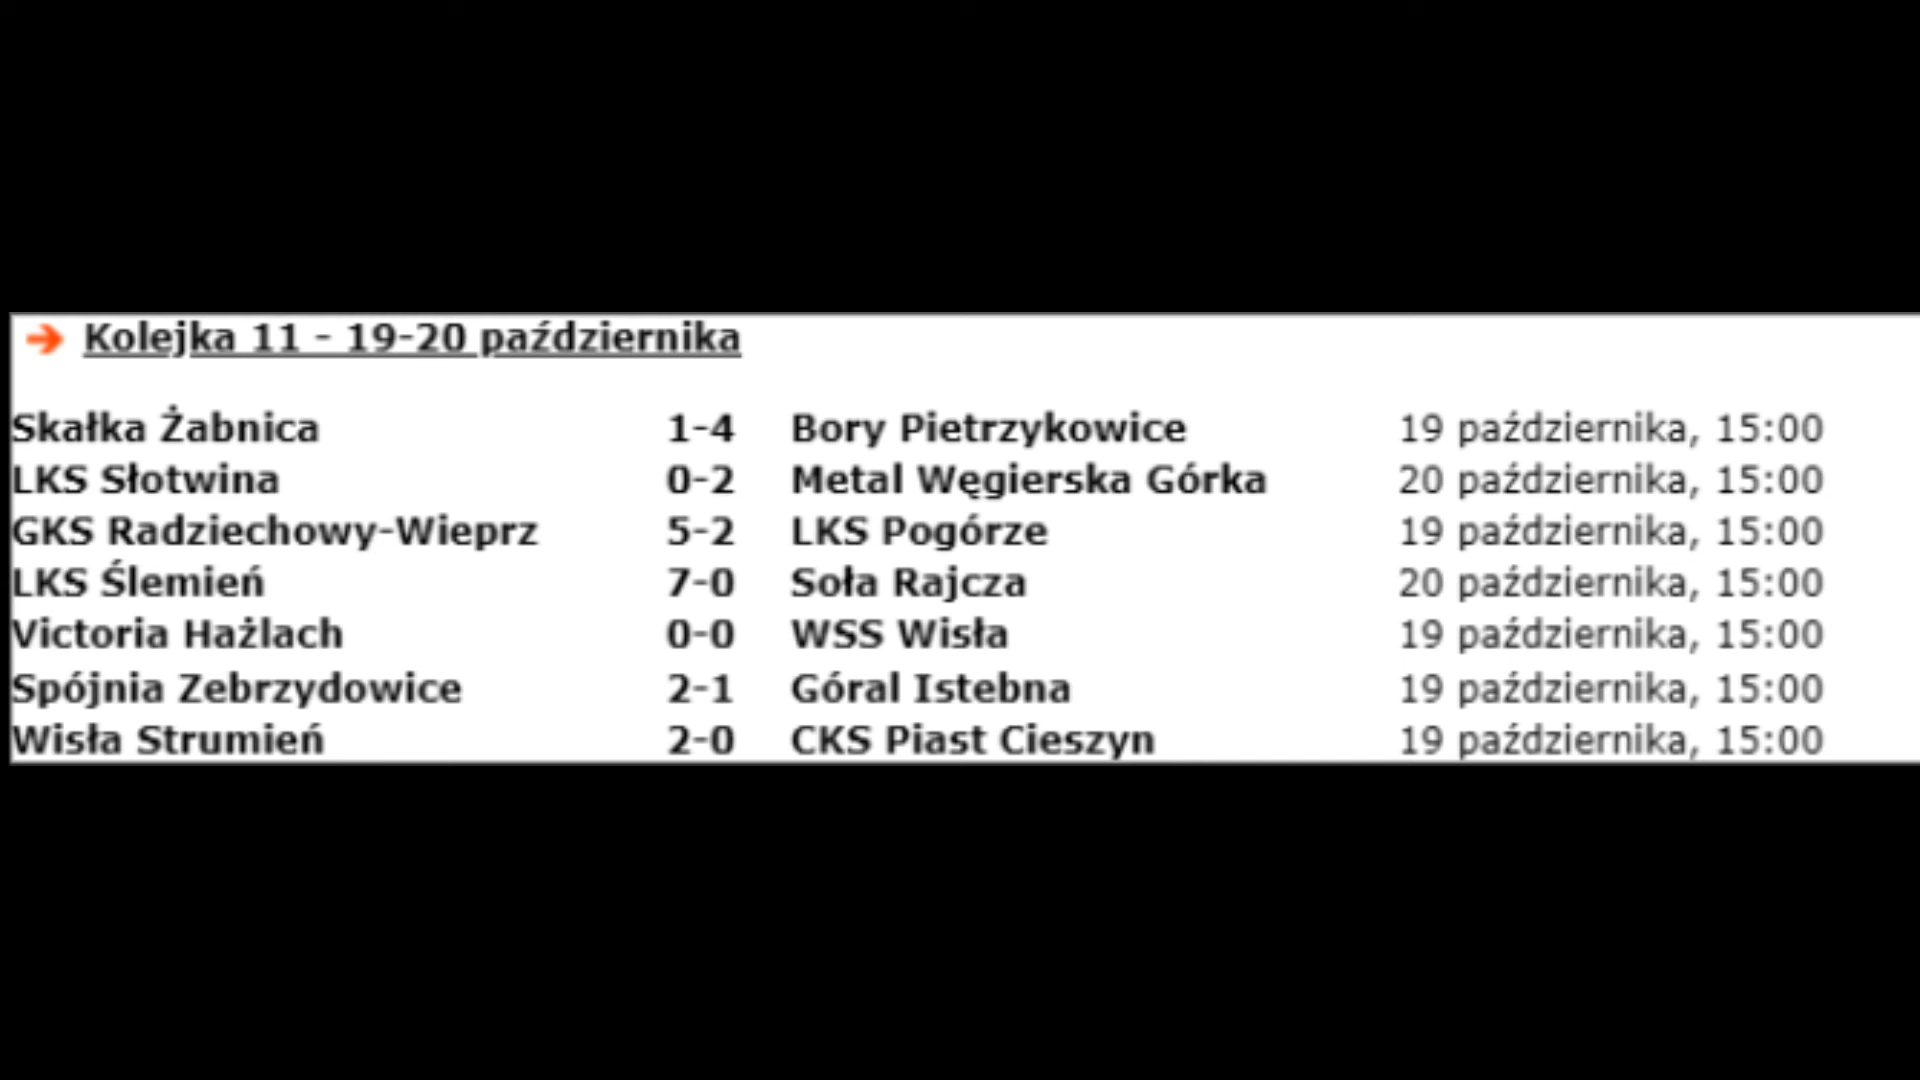 Kolejka 11 - 19-20 października
Skałka Żabnica 1-4 Bory Pietrzykowice 19 października, 15:00
LKS Słotwina 0-2 Metal Węgierska Górka 20 października, 15:00
GKS Radziechowy-Wieprz 5-2 LKS Pogórze 19 października, 15:00
LKS Ślemień 7-0 Soła Rajcza 20 października, 15:00
Victoria Hażlach 0-0 WSS Wisła 19 października, 15:00
Spójnia Zebrzydowice 2-1 Góral Istebna 19 października, 15:00
Wisła Strumień 2-0 CKS Piast Cieszyn 19 października, 15:00